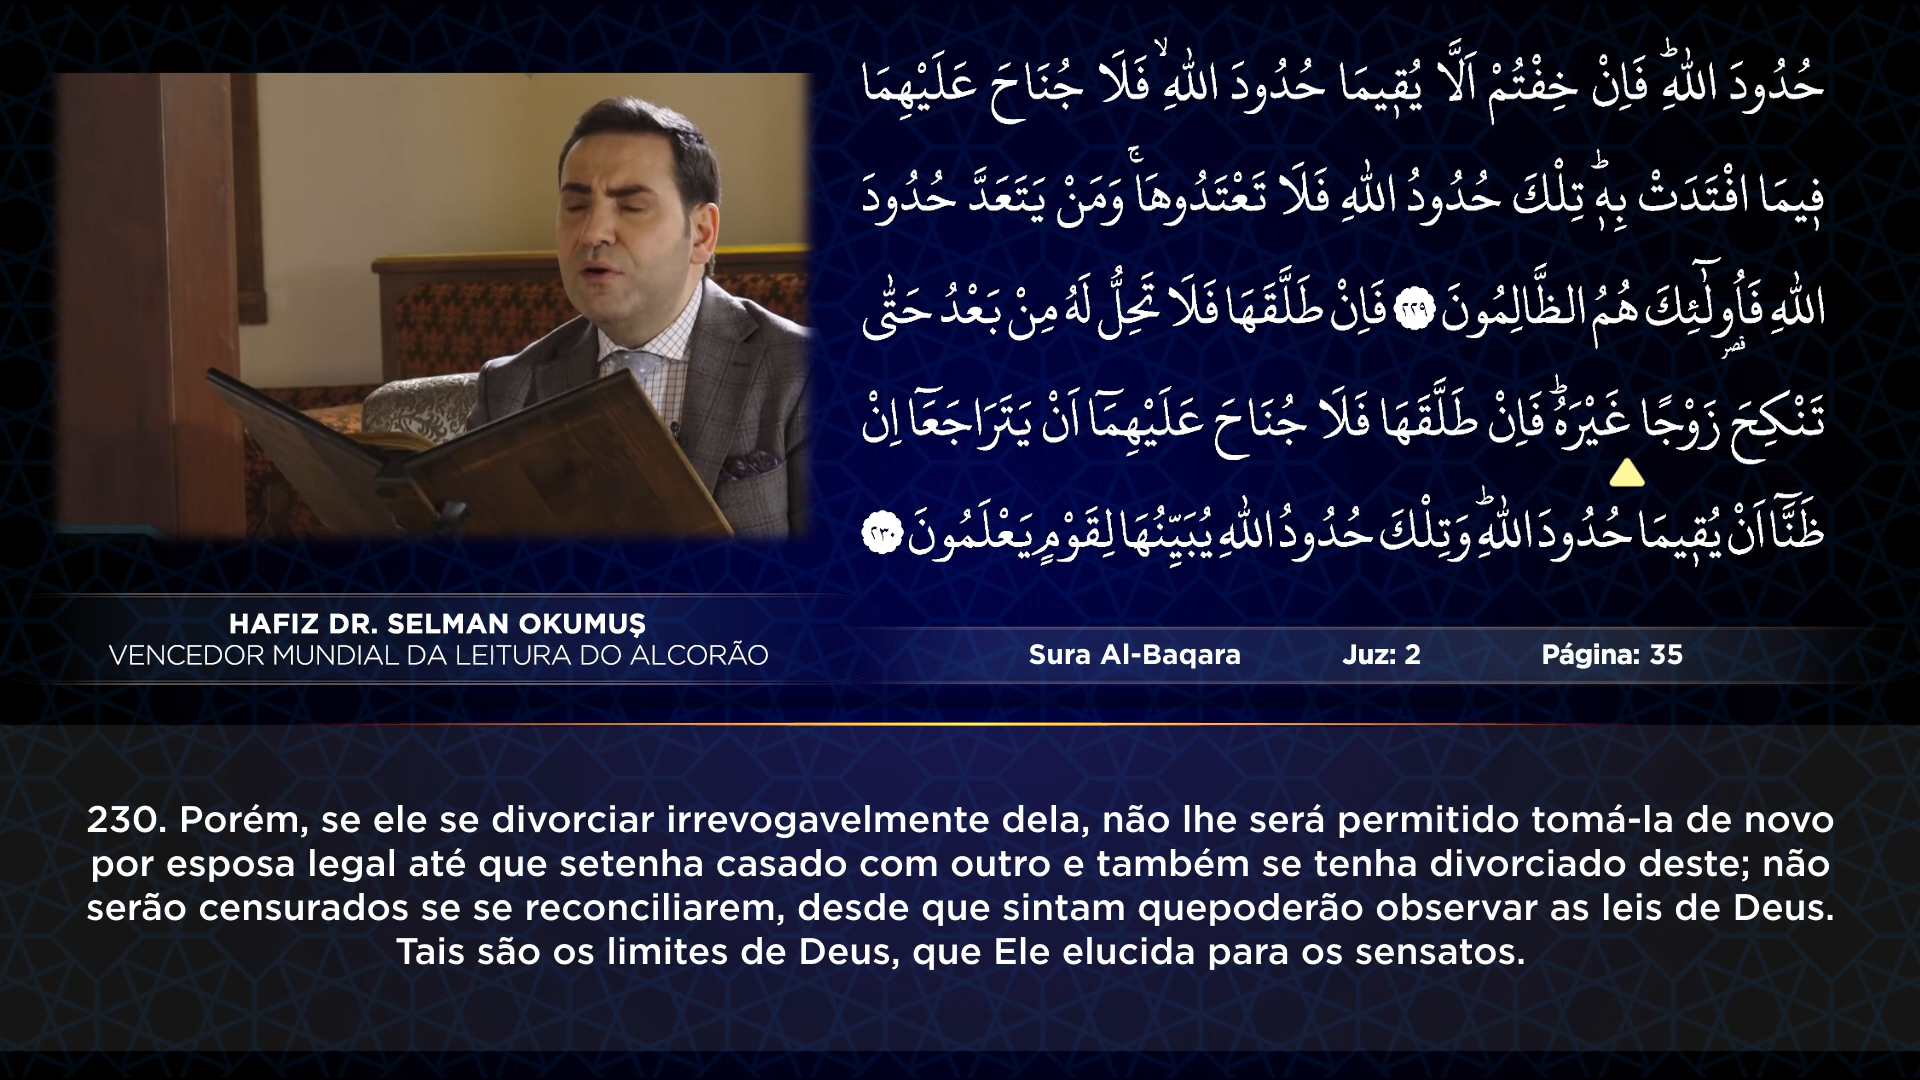 حُدُودَ اللّٰهِۜ فَاِنْ خِفْتُمْ اَلَّا يُق۪يمَا حُدُودَ اللّٰهِۙ فَلَا جُنَاحَ عَلَيْهِمَا
ف۪يمَا افْتَدَتْ بِه۪ۜ تِلْكَ حُدُودُ اللّٰهِ فَلَا تَعْتَدُوهَاۚ وَمَنْ يَتَعَدَّ حُدُودَ
اللّٰهِ فَاُو۬لٰٓئِكَ هُمُ الظَّالِمُونَ ﴿٢٢٩﴾ فَاِنْ طَلَّقَهَا فَلَا تَحِلُّ لَهُ مِنْ بَعْدُ حَتّٰى
تَنْكِحَ زَوْجًا غَيْرَهُۜ فَاِنْ طَلَّقَهَا فَلَا جُنَاحَ عَلَيْهِمَٓا اَنْ يَتَرَاجَعَٓا اِنْ
ظَنَّٓا اَنْ يُق۪يمَا حُدُودَ اللّٰهِۜ وَتِلْكَ حُدُودُ اللّٰهِ يُبَيِّنُهَا لِقَوْمٍ يَعْلَمُونَ ﴿٢٣٠﴾
HAFIZ DR. SELMAN OKUMUŞ
VENCEDOR MUNDIAL DA LEITURA DO ALCORÃO
Sura Al-Baqara Juz: 2 Página: 35
230. Porém, se ele se divorciar irrevogavelmente dela, não lhe será permitido tomá-la de novo
por esposa legal até que setenha casado com outro e também se tenha divorciado deste; não
serão censurados se se reconciliarem, desde que sintam quepoderão observar as leis de Deus.
Tais são os limites de Deus, que Ele elucida para os sensatos.